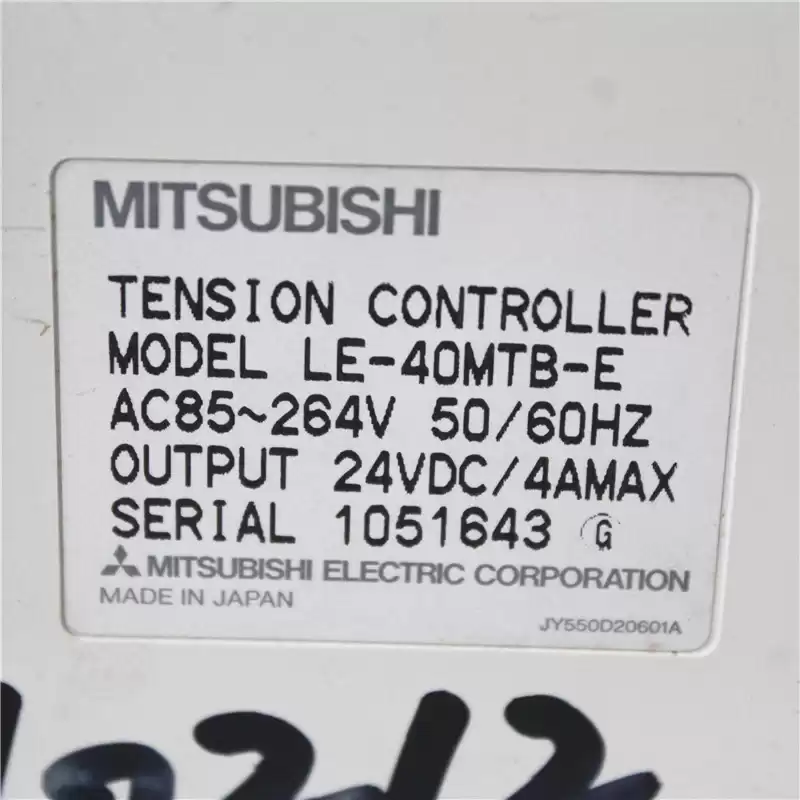 MITSUBISHI
TENSION CONTROLLER
MODEL LE-40MTB-E
AC85~264V 50/60HZ
OUTPUT 24VDC/4AMAX
SERIAL 1051643 G
MITSUBISHI ELECTRIC CORPORATION
MADE IN JAPAN
JY550D20601A